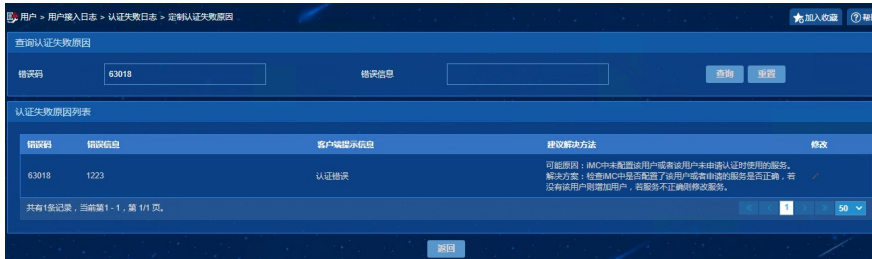 用户 > 用户接入日志 > 认证失败日志 > 定制认证失败原因
加入收藏
查询认证失败原因
错误码 63018 错误信息 查询 重置
认证失败原因列表
错误码 错误信息 客户端提示信息 建议解决方法 修改
63018 1223 认证错误
可能原因：iMC中未配置该用户或者该用户未申请认证时使用的服务。
解决方案：检查iMC中是否配置了该用户或者申请的服务是否正确，若
没有该用户则增加用户，若服务不正确则修改服务。
共有1条记录，当前第1 - 1，第 1/1 页。 1 50
返回